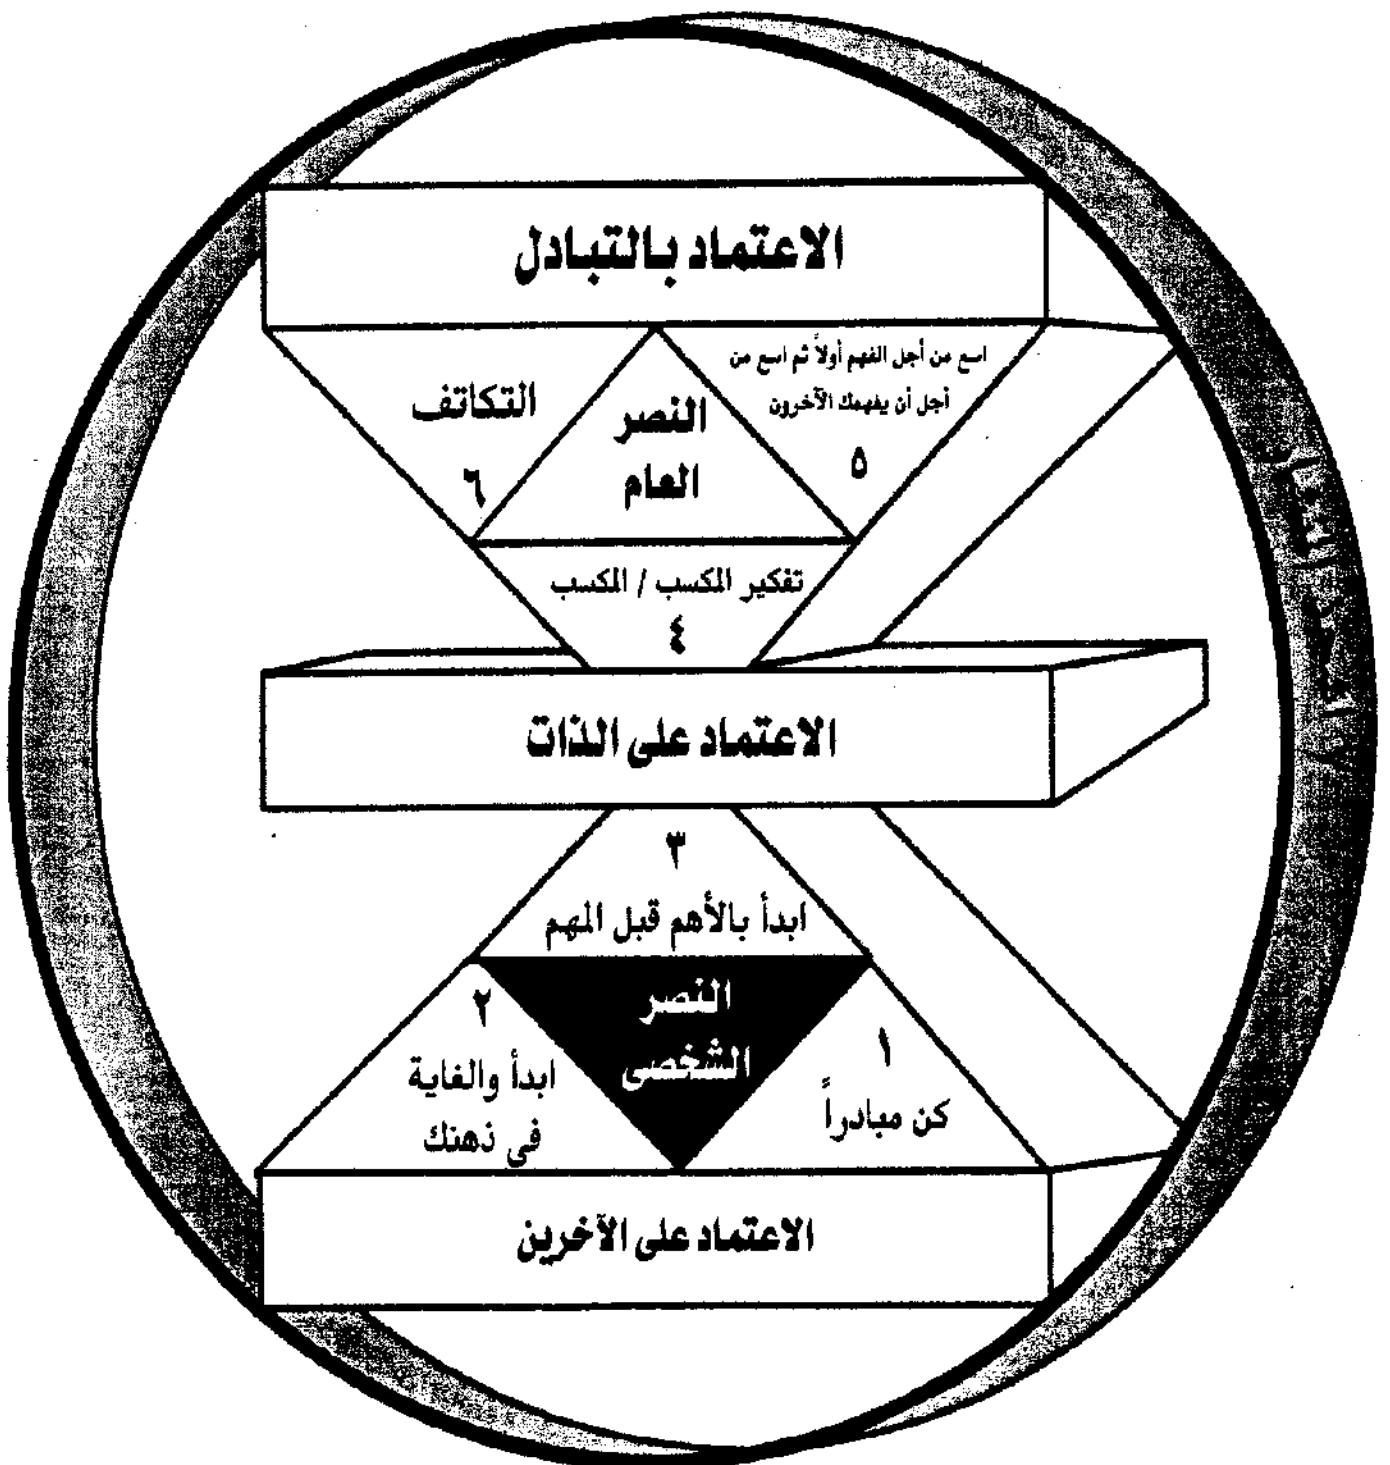 الاعتماد بالتبادل
اسع من أجل الفهم أولاً ثم اسع من
أجل أن يفهمك الآخرون
٥
النصر
العام
التكاتف
٦
تفكير المكسب / المكسب
٤
الاعتماد على الذات
٣
ابدأ بالأهم قبل المهم
النصر
الشخصى
١
كن مبادراً
٢
ابدأ والغاية
فى ذهنك
الاعتماد على الآخرين
٧